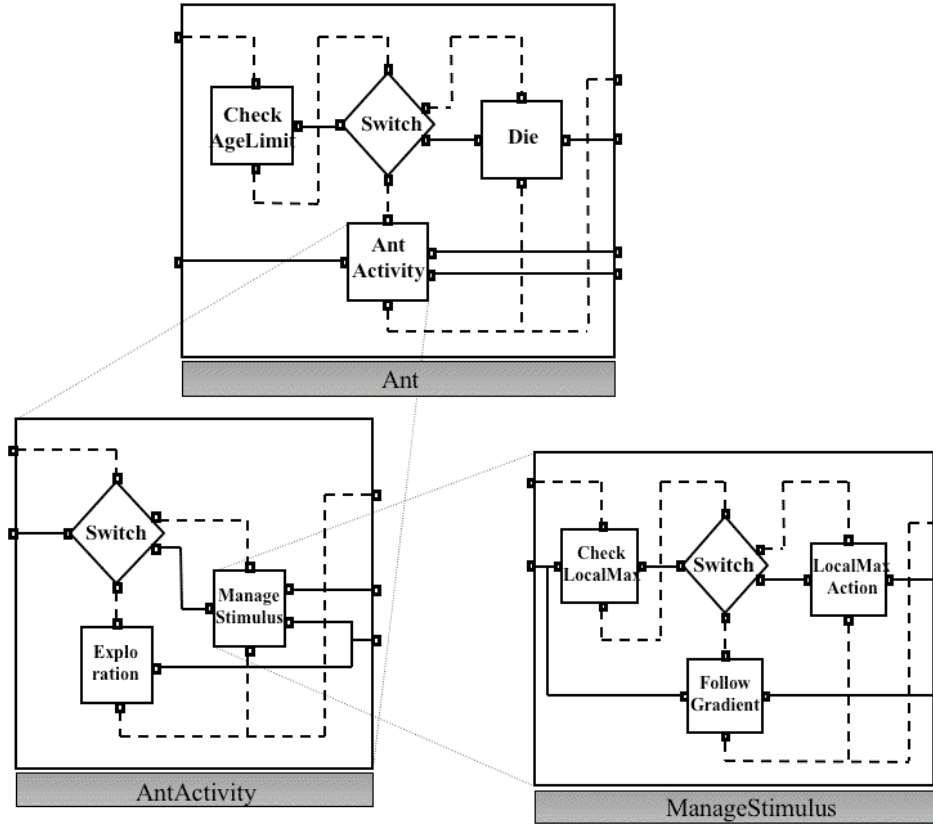 Check
AgeLimit
Switch
Die
Ant
Activity
Ant
Switch
Manage
Stimulus
Explo
ration
AntActivity
Check
LocalMax
Switch
LocalMax
Action
Follow
Gradient
ManageStimulus